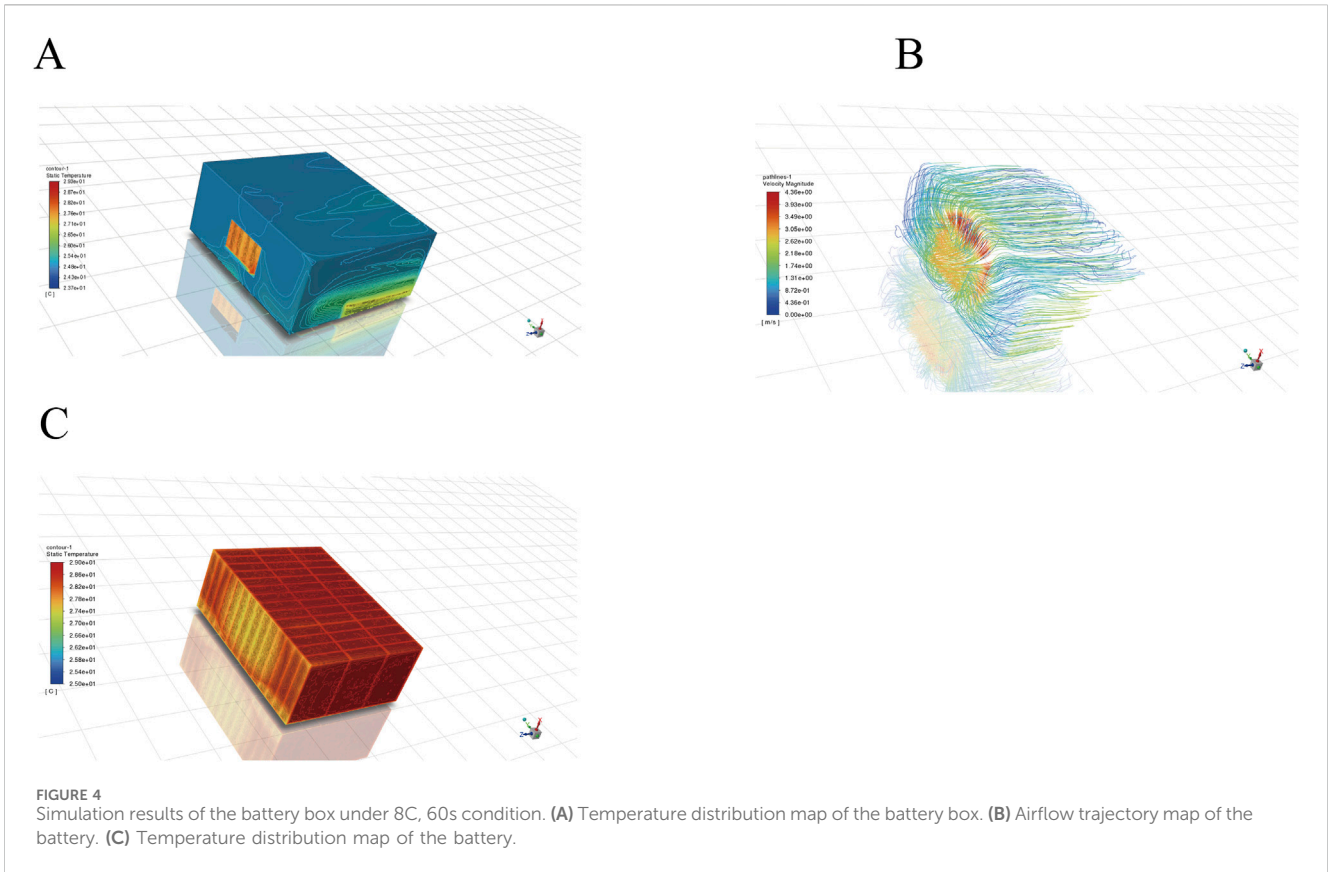 A
contour-1
Static Temperature
2.93e+01
2.87e+01
2.82e+01
2.76e+01
2.71e+01
2.65e+01
2.60e+01
2.54e+01
2.49e+01
2.43e+01
2.37e+01
[ C ]
B
pathlines-1
Velocity Magnitude
4.36e+00
3.93e+00
3.49e+00
3.05e+00
2.62e+00
2.18e+00
1.74e+00
1.31e+00
8.72e-01
4.36e-01
0.00e+00
[ m/s ]
C
contour-1
Static Temperature
2.90e+01
2.86e+01
2.82e+01
2.78e+01
2.74e+01
2.70e+01
2.66e+01
2.62e+01
2.58e+01
2.54e+01
2.50e+01
[ C ]
FIGURE 4
Simulation results of the battery box under 8C, 60s condition. (A) Temperature distribution map of the battery box. (B) Airflow trajectory map of the
battery. (C) Temperature distribution map of the battery.